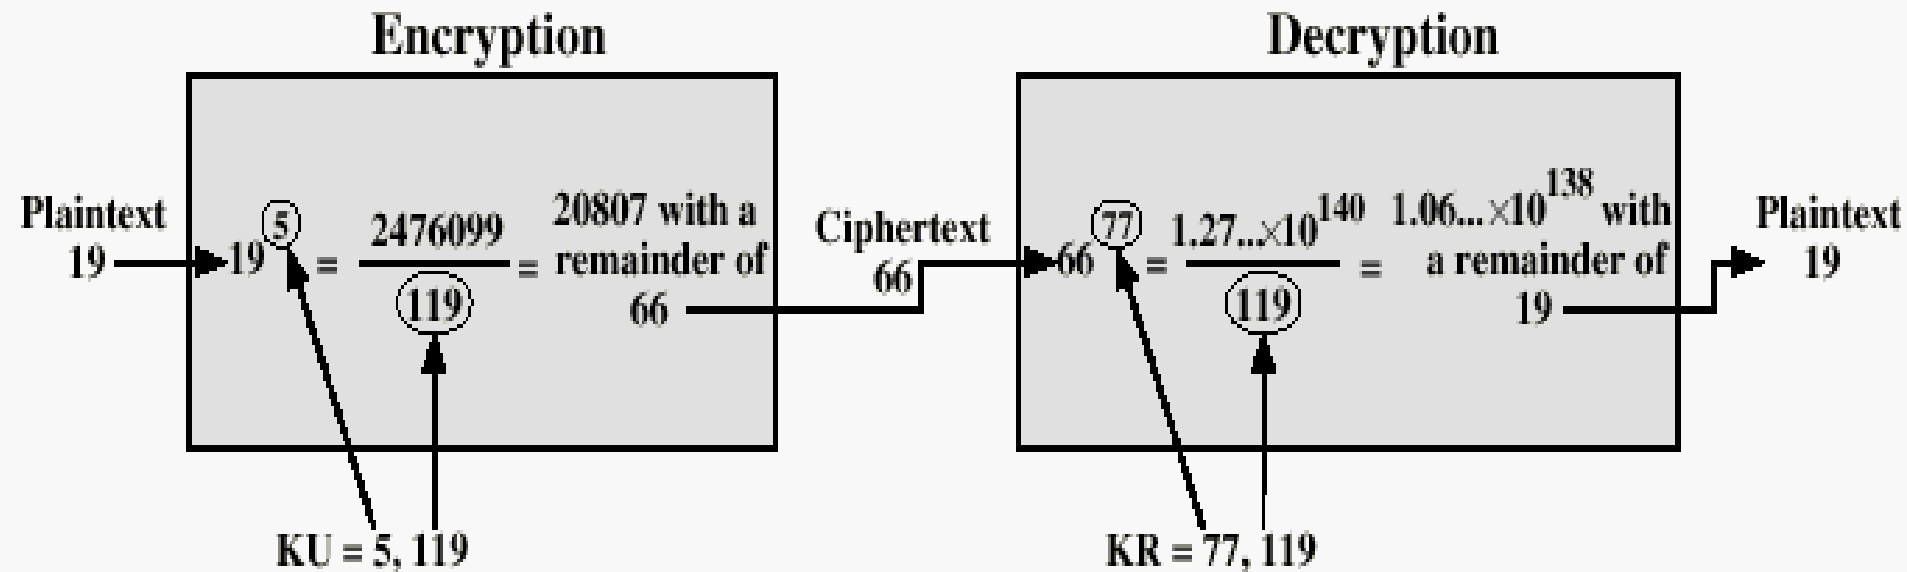 Encryption
Decryption
Plaintext
19
19^5 = 2476099 / 119 = 20807 with a
remainder of
66
Ciphertext
66
66^77 = 1.27...×10^140 / 119 = 1.06...×10^138 with
a remainder of
19
Plaintext
19
KU = 5, 119
KR = 77, 119